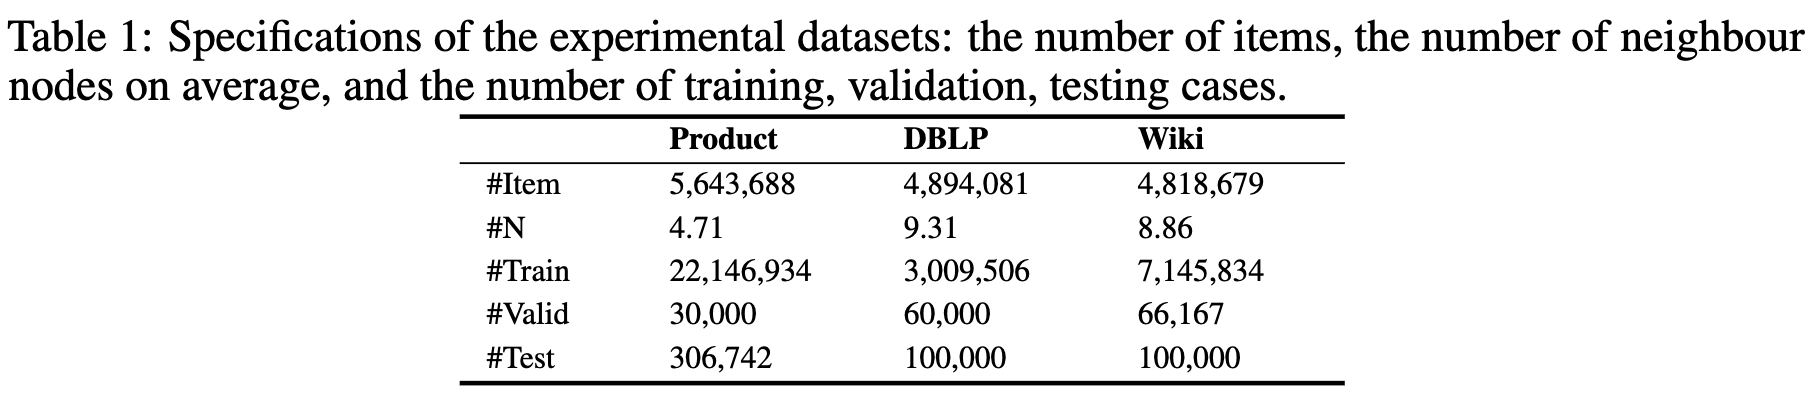 Table 1: Specifications of the experimental datasets: the number of items, the number of neighbour
nodes on average, and the number of training, validation, testing cases.
Product DBLP Wiki
#Item 5,643,688 4,894,081 4,818,679
#N 4.71 9.31 8.86
#Train 22,146,934 3,009,506 7,145,834
#Valid 30,000 60,000 66,167
#Test 306,742 100,000 100,000